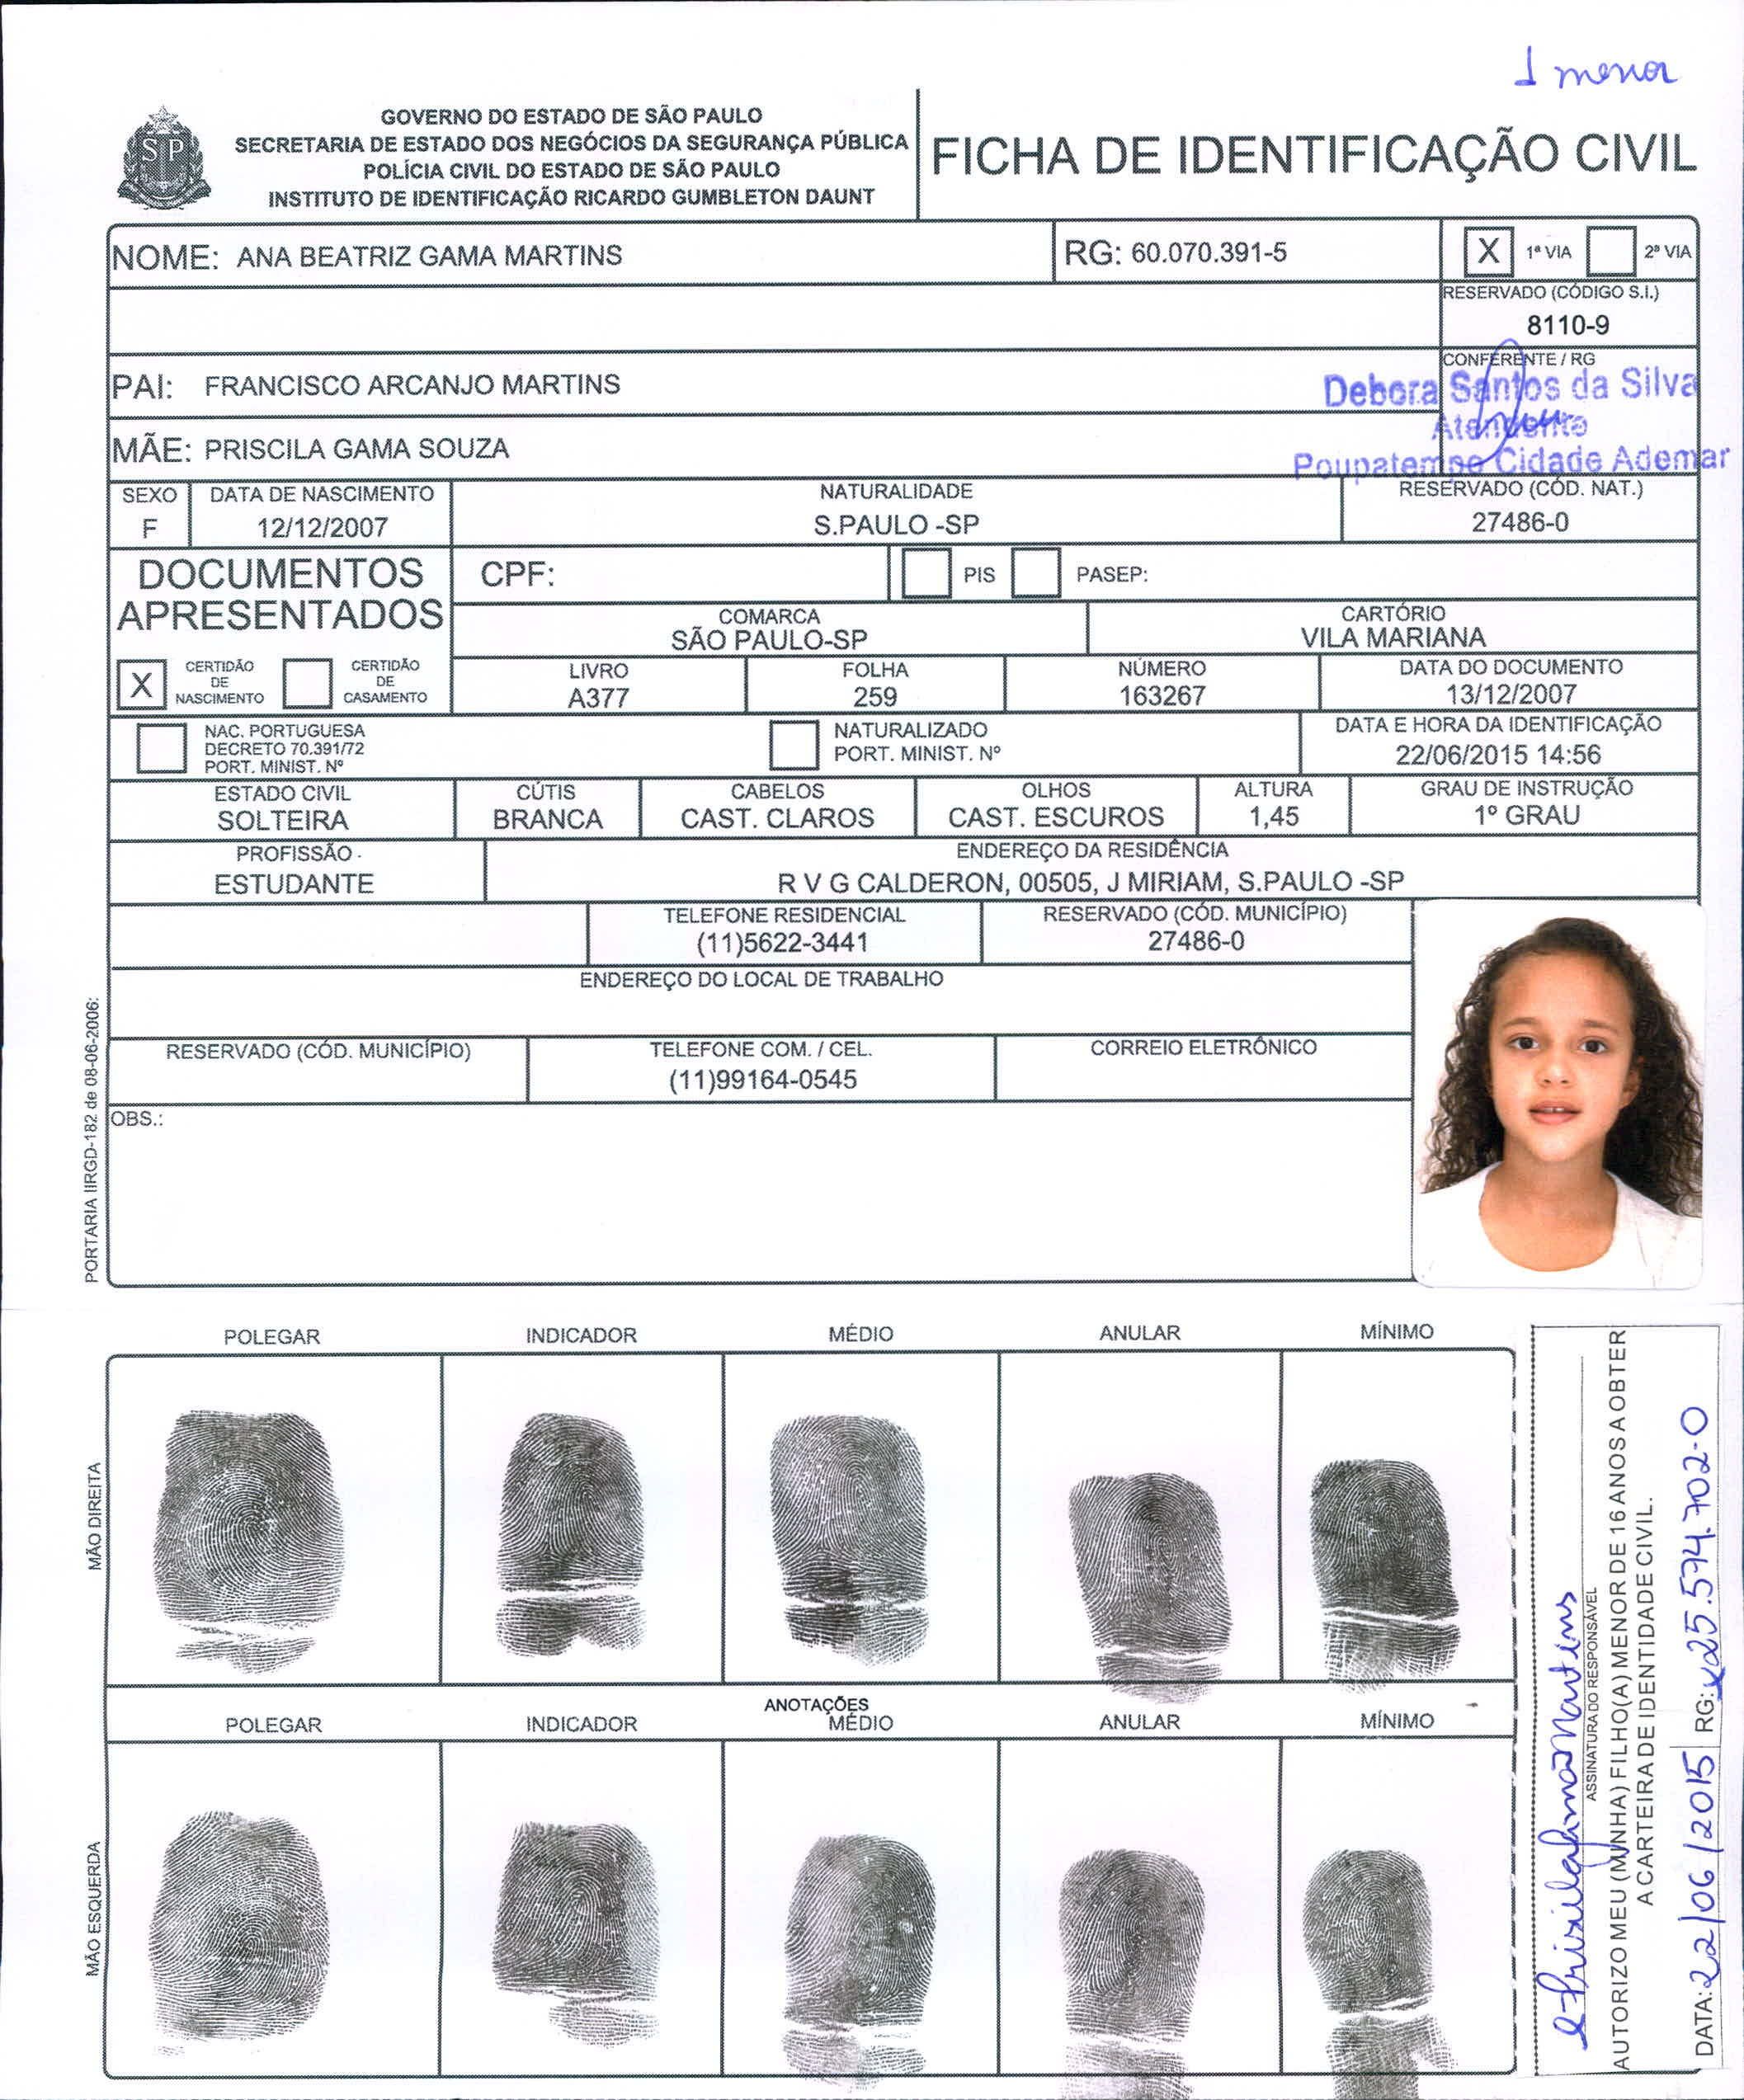 1 menor
GOVERNO DO ESTADO DE SÃO PAULO
SECRETARIA DE ESTADO DOS NEGÓCIOS DA SEGURANÇA PÚBLICA
POLÍCIA CIVIL DO ESTADO DE SÃO PAULO
INSTITUTO DE IDENTIFICAÇÃO RICARDO GUMBLETON DAUNT
SP
FICHA DE IDENTIFICAÇÃO CIVIL
NOME: ANA BEATRIZ GAMA MARTINS
RG: 60.070.391-5
X 1ª VIA 2ª VIA
RESERVADO (CÓDIGO S.I.)
8110-9
PAI: FRANCISCO ARCANJO MARTINS
CONFERENTE / RG
Debora Santos da Silva
Atendente
Poupatempo Cidade Ademar
MÃE: PRISCILA GAMA SOUZA
SEXO
F
DATA DE NASCIMENTO
12/12/2007
NATURALIDADE
S.PAULO -SP
RESERVADO (CÓD. NAT.)
27486-0
DOCUMENTOS
APRESENTADOS
CPF:
PIS
PASEP:
COMARCA
SÃO PAULO-SP
CARTÓRIO
VILA MARIANA
X CERTIDÃO
DE
NASCIMENTO
CERTIDÃO
DE
CASAMENTO
LIVRO
A377
FOLHA
259
NÚMERO
163267
DATA DO DOCUMENTO
13/12/2007
NAC. PORTUGUESA
DECRETO 70.391/72
PORT. MINIST. Nº
NATURALIZADO
PORT. MINIST. Nº
DATA E HORA DA IDENTIFICAÇÃO
22/06/2015 14:56
ESTADO CIVIL
SOLTEIRA
CÚTIS
BRANCA
CABELOS
CAST. CLAROS
OLHOS
CAST. ESCUROS
ALTURA
1,45
GRAU DE INSTRUÇÃO
1º GRAU
PROFISSÃO
ESTUDANTE
ENDEREÇO DA RESIDÊNCIA
R V G CALDERON, 00505, J MIRIAM, S.PAULO -SP
TELEFONE RESIDENCIAL
(11)5622-3441
RESERVADO (CÓD. MUNICÍPIO)
27486-0
ENDEREÇO DO LOCAL DE TRABALHO
RESERVADO (CÓD. MUNICÍPIO)
TELEFONE COM. / CEL.
(11)99164-0545
CORREIO ELETRÔNICO
OBS.:
PORTARIA IIRGD-182 de 08-06-2006:
POLEGAR INDICADOR MÉDIO ANULAR MÍNIMO
MÃO DIREITA
ANOTAÇÕES
POLEGAR INDICADOR MÉDIO ANULAR MÍNIMO
MÃO ESQUERDA
Priscila Gama Martins
ASSINATURA DO RESPONSÁVEL
AUTORIZO MEU (MINHA) FILHO(A) MENOR DE 16 ANOS A OBTER
A CARTEIRA DE IDENTIDADE CIVIL.
DATA: 22/06/2015 RG: 25.574.702-0